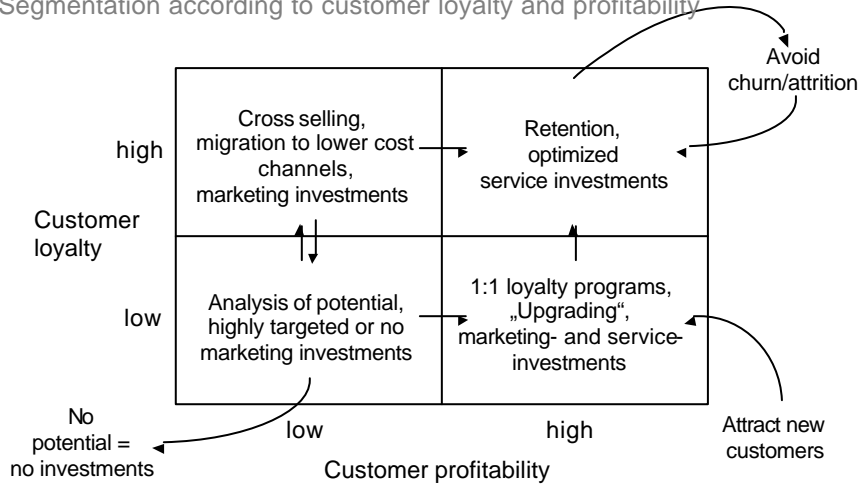 Segmentation according to customer loyalty and profitability
Avoid
churn/attrition
high
Cross selling,
migration to lower cost
channels,
marketing investments
Retention,
optimized
service investments
Customer
loyalty
low
Analysis of potential,
highly targeted or no
marketing investments
1:1 loyalty programs,
„Upgrading“,
marketing- and service-
investments
No
potential =
no investments
low
high
Attract new
customers
Customer profitability